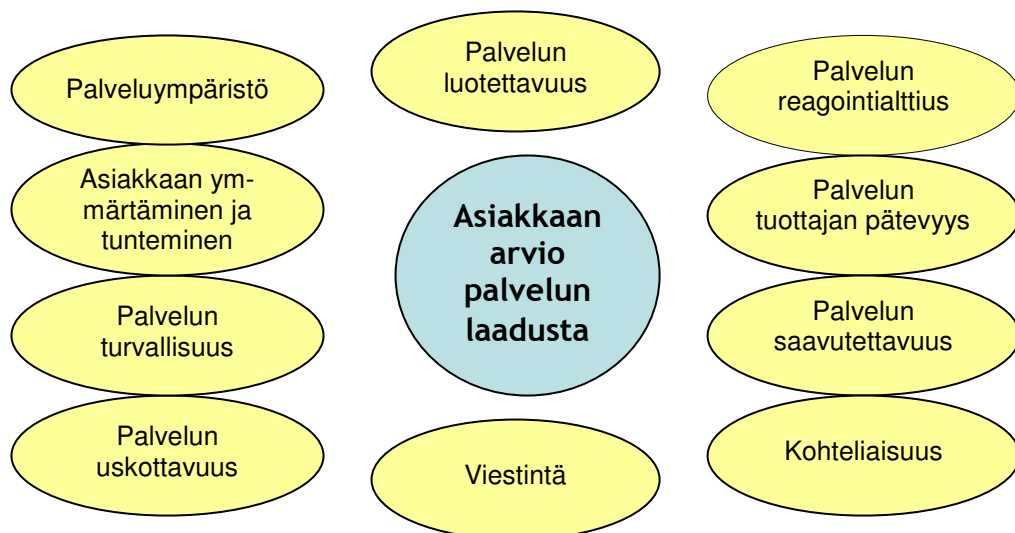 Palveluympäristö
Asiakkaan ym-
märtäminen ja
tunteminen
Palvelun
turvallisuus
Palvelun
uskottavuus
Palvelun
luotettavuus
Asiakkaan
arvio
palvelun
laadusta
Viestintä
Palvelun
reagointialttius
Palvelun
tuottajan pätevyys
Palvelun
saavutettavuus
Kohteliaisuus